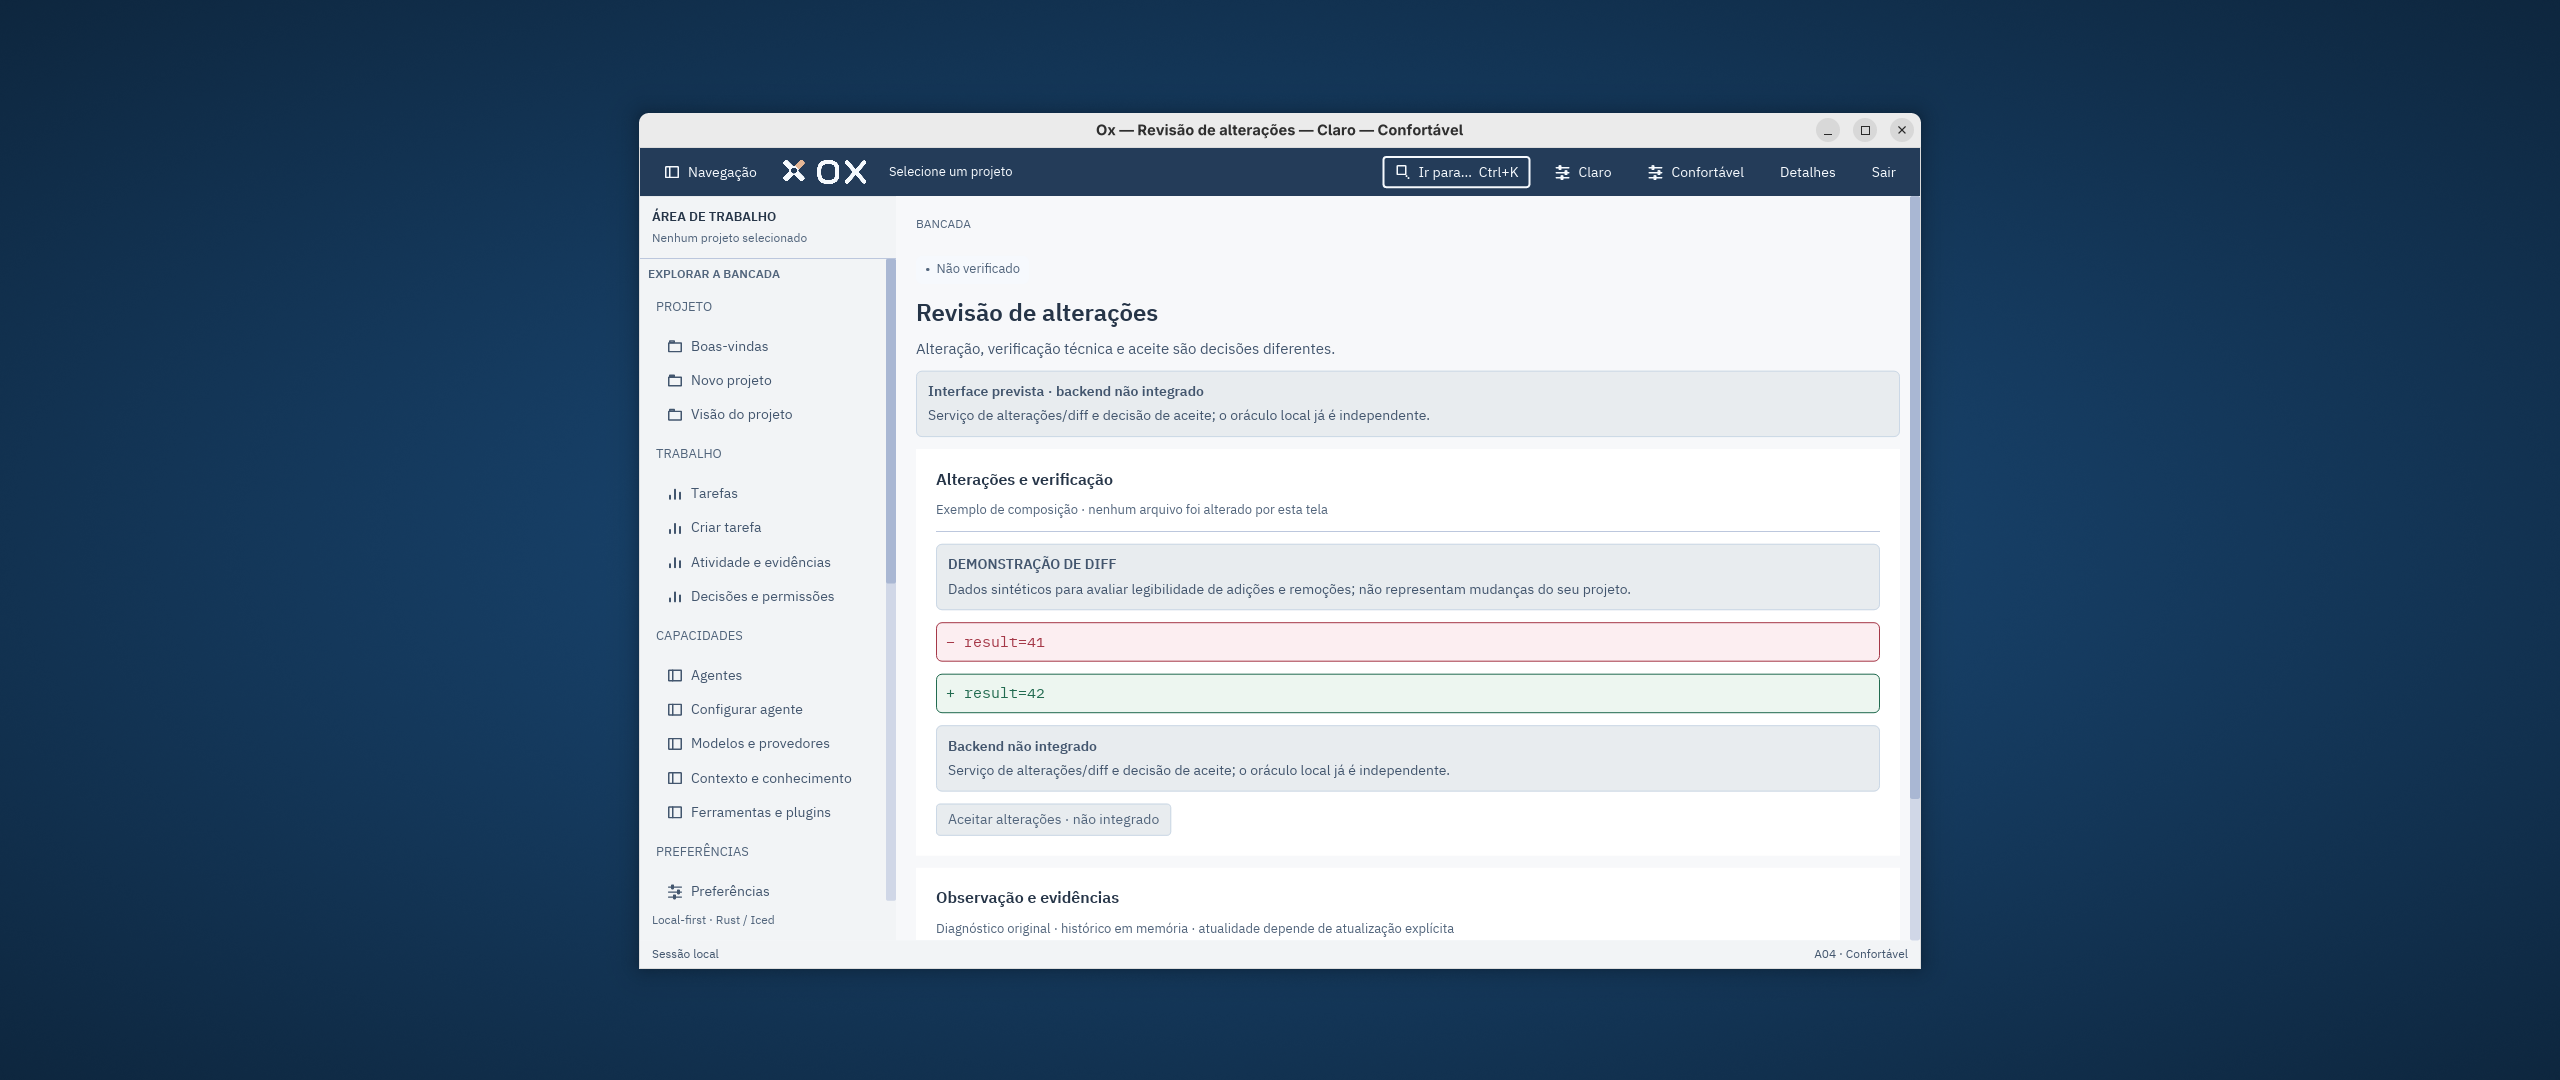 Ox — Revisão de alterações — Claro — Confortável
Navegação
OX
Selecione um projeto
Ir para... Ctrl+K
Claro
Confortável
Detalhes
Sair
ÁREA DE TRABALHO
Nenhum projeto selecionado
EXPLORAR A BANCADA
PROJETO
Boas-vindas
Novo projeto
Visão do projeto
TRABALHO
Tarefas
Criar tarefa
Atividade e evidências
Decisões e permissões
CAPACIDADES
Agentes
Configurar agente
Modelos e provedores
Contexto e conhecimento
Ferramentas e plugins
PREFERÊNCIAS
Preferências
Local-first · Rust / Iced
BANCADA
• Não verificado
Revisão de alterações
Alteração, verificação técnica e aceite são decisões diferentes.
Interface prevista · backend não integrado
Serviço de alterações/diff e decisão de aceite; o oráculo local já é independente.
Alterações e verificação
Exemplo de composição · nenhum arquivo foi alterado por esta tela
DEMONSTRAÇÃO DE DIFF
Dados sintéticos para avaliar legibilidade de adições e remoções; não representam mudanças do seu projeto.
− result=41
+ result=42
Backend não integrado
Serviço de alterações/diff e decisão de aceite; o oráculo local já é independente.
Aceitar alterações · não integrado
Observação e evidências
Diagnóstico original · histórico em memória · atualidade depende de atualização explícita
Sessão local
A04 · Confortável